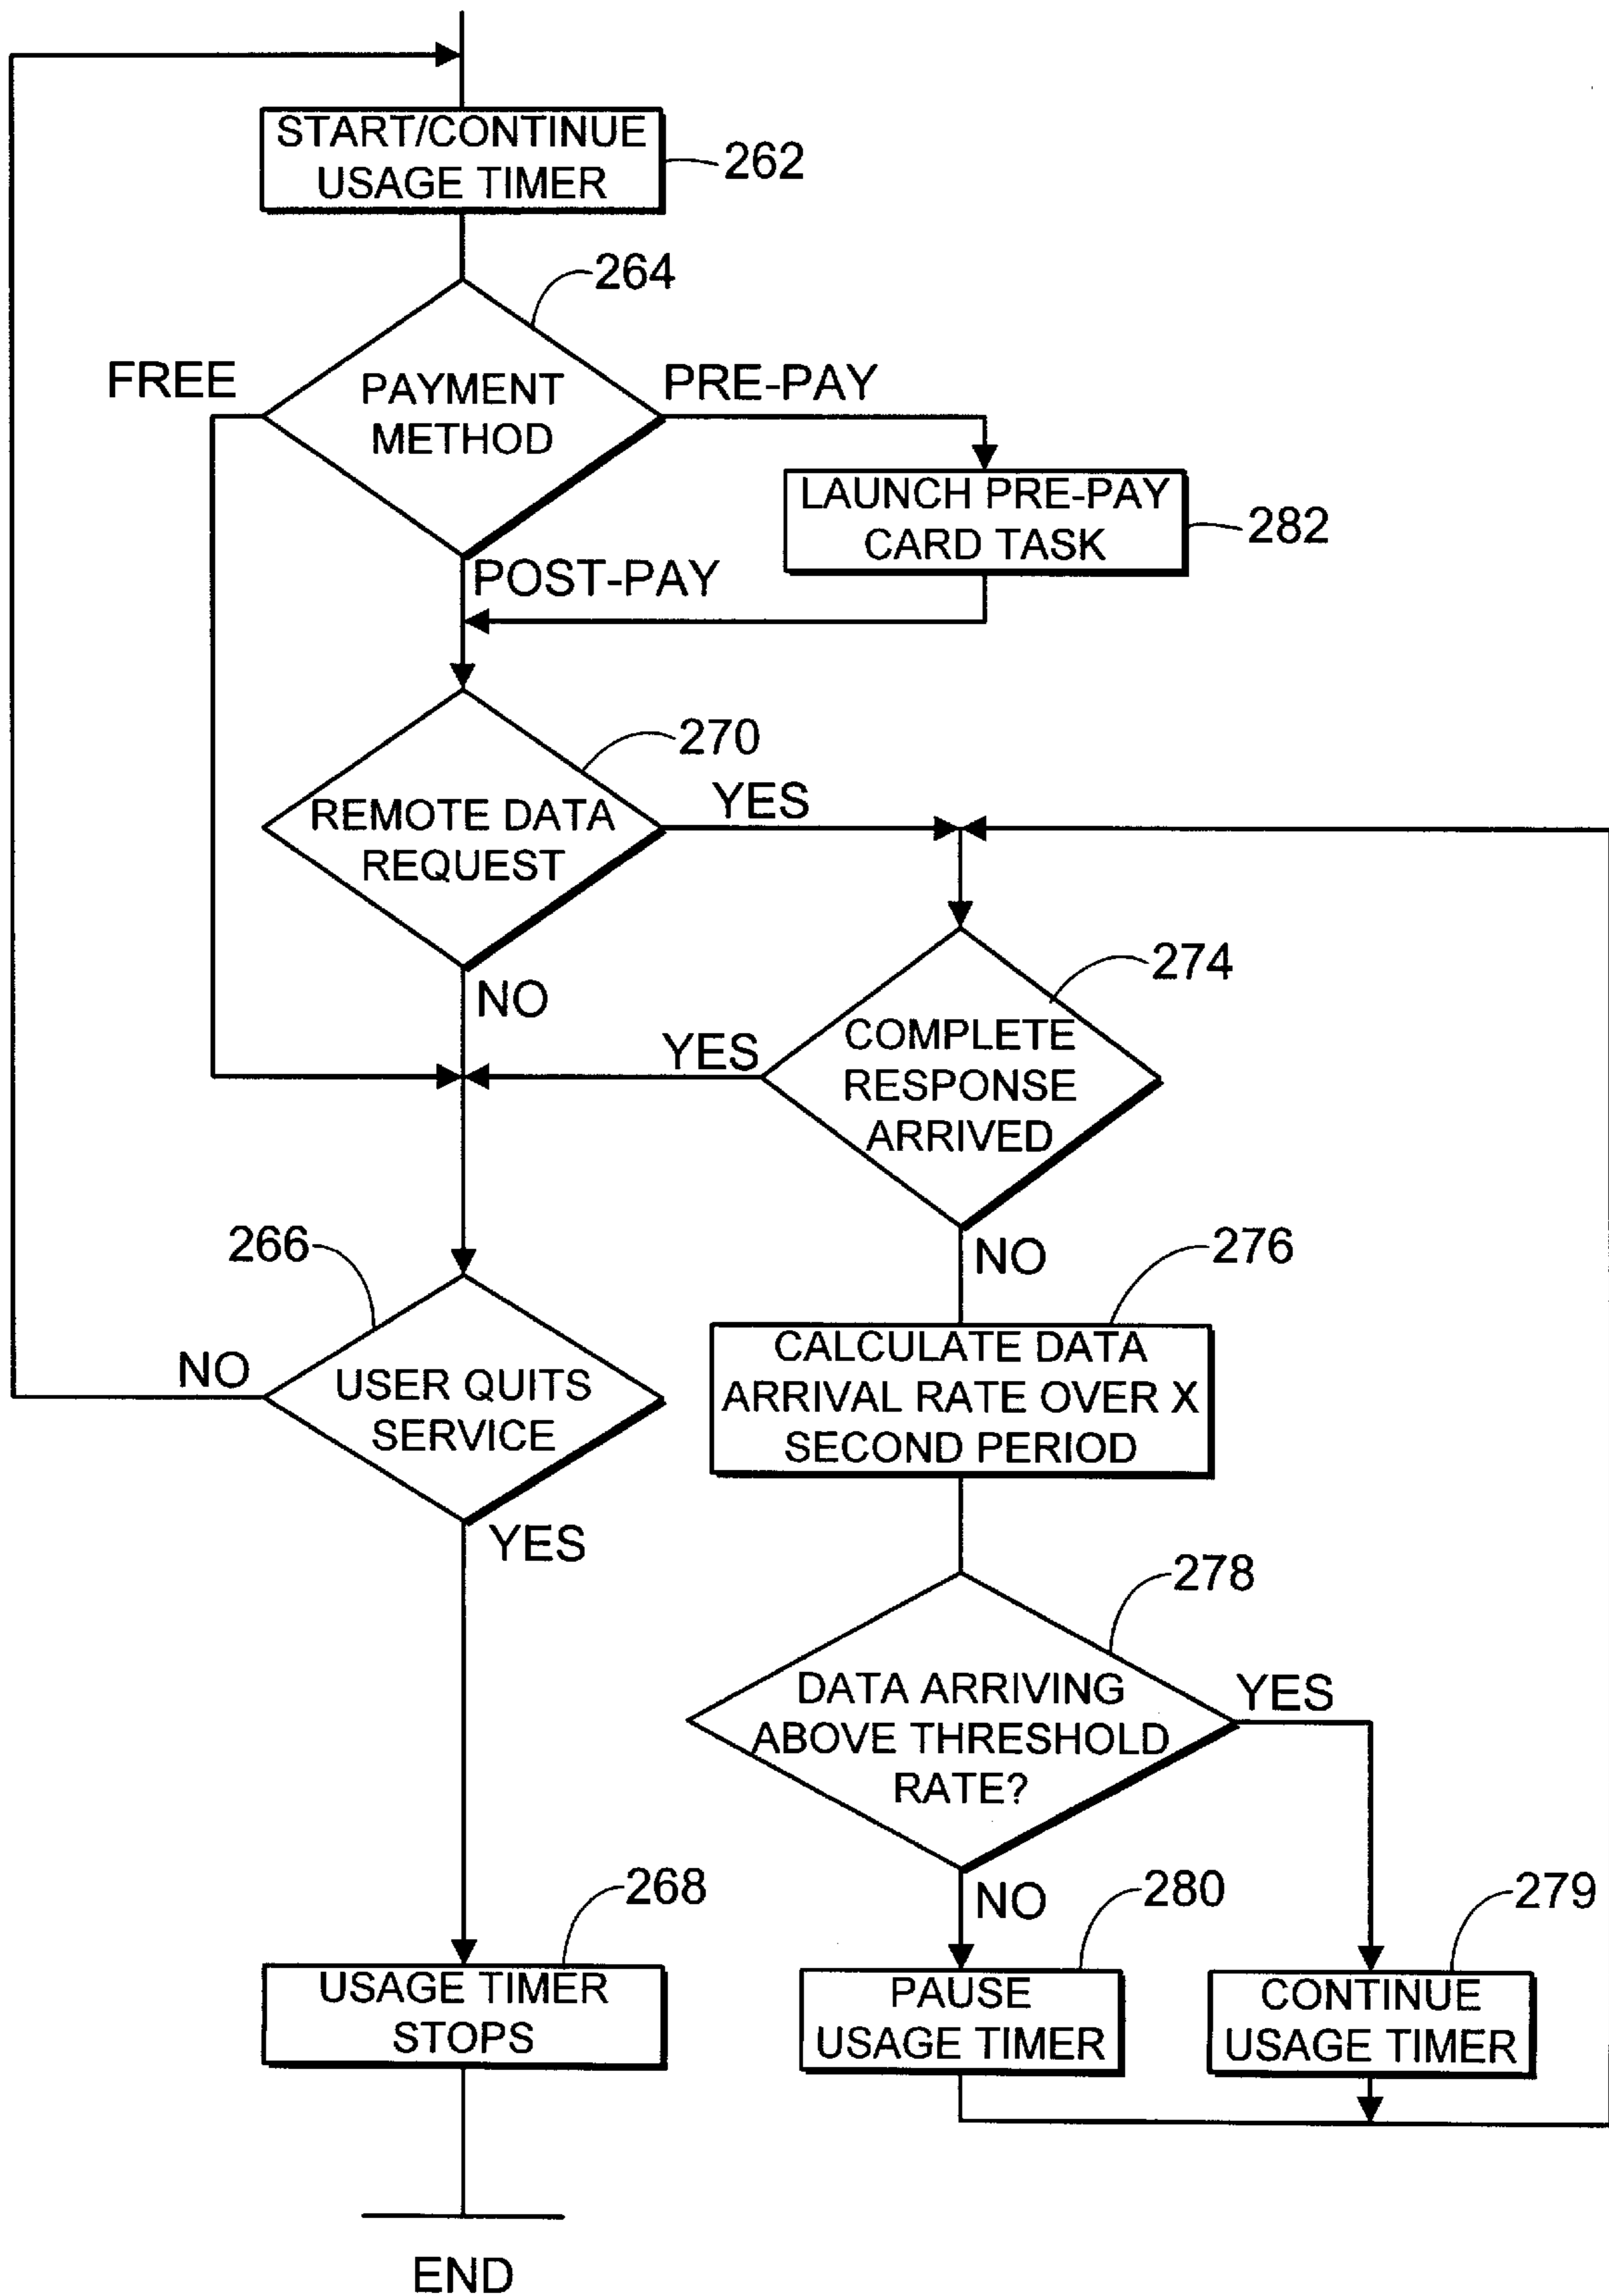 START/CONTINUE
USAGE TIMER
262
264
FREE
PAYMENT
METHOD
PRE-PAY
LAUNCH PRE-PAY
CARD TASK
282
POST-PAY
270
REMOTE DATA
REQUEST
YES
NO
274
COMPLETE
RESPONSE
ARRIVED
YES
NO
266
USER QUITS
SERVICE
NO
YES
276
CALCULATE DATA
ARRIVAL RATE OVER X
SECOND PERIOD
278
DATA ARRIVING
ABOVE THRESHOLD
RATE?
YES
NO
268
USAGE TIMER
STOPS
280
PAUSE
USAGE TIMER
279
CONTINUE
USAGE TIMER
END